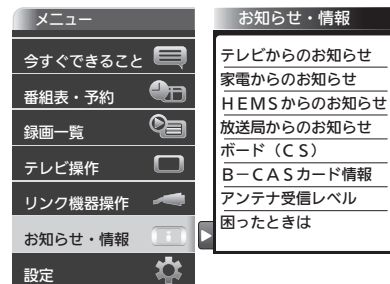 メニュー
今すぐできること
番組表・予約
録画一覧
テレビ操作
リンク機器操作
お知らせ・情報
設定
お知らせ・情報
テレビからのお知らせ
家電からのお知らせ
ＨＥＭＳからのお知らせ
放送局からのお知らせ
ボード（ＣＳ）
Ｂ－ＣＡＳカード情報
アンテナ受信レベル
困ったときは